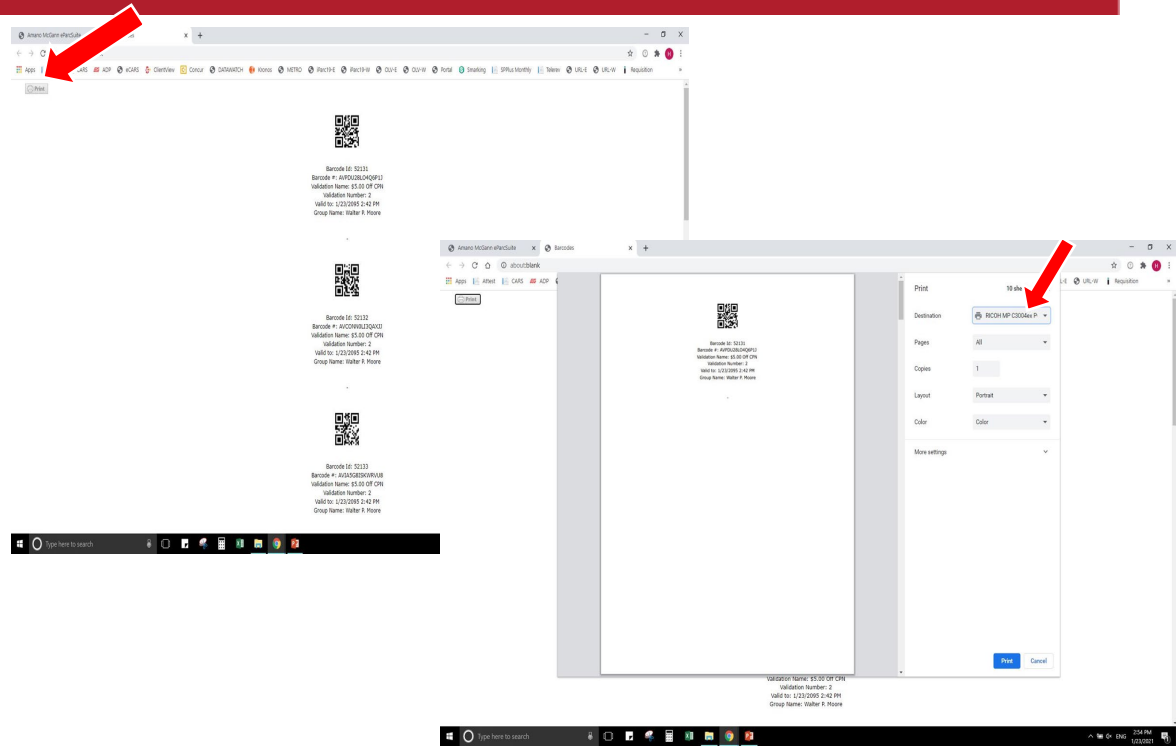 Amano McGann eParcSuite
Apps CARS ADP eCARS ClientView Concur DATAWATCH Kronos METRO iParc19-E iParc19-W OLV-E OLV-W Portal Smarking SPPlus Monthly Telerev URL-E URL-W Requisition »
Print
Barcode Id: 52131
Barcode #: AVPDU28LO4Q6P1J
Validation Name: $5.00 Off CPN
Validation Number: 2
Valid to: 1/23/2095 2:42 PM
Group Name: Walter P. Moore
Barcode Id: 52132
Validation Name: $5.00 Off CPN
Validation Number: 2
Valid to: 1/23/2095 2:42 PM
Group Name: Walter P. Moore
Barcode Id: 52133
Validation Name: $5.00 Off CPN
Validation Number: 2
Valid to: 1/23/2095 2:42 PM
Group Name: Walter P. Moore
Type here to search
Amano McGann eParcSuite Barcodes
about:blank
Apps Attest CARS ADP URL-W Requisition »
Print
Barcode Id: 52131
Barcode #: AVPDU28LO4Q6P1J
Validation Name: $5.00 Off CPN
Validation Number: 2
Valid to: 1/23/2095 2:42 PM
Group Name: Walter P. Moore
Print 10 she
Destination RICOH MP C3004ex P
Pages All
Copies 1
Layout Portrait
Color Color
More settings
Print Cancel
Validation Name: $5.00 Off CPN
Validation Number: 2
Valid to: 1/23/2095 2:42 PM
Group Name: Walter P. Moore
Type here to search
ENG 2:54 PM
1/23/2021